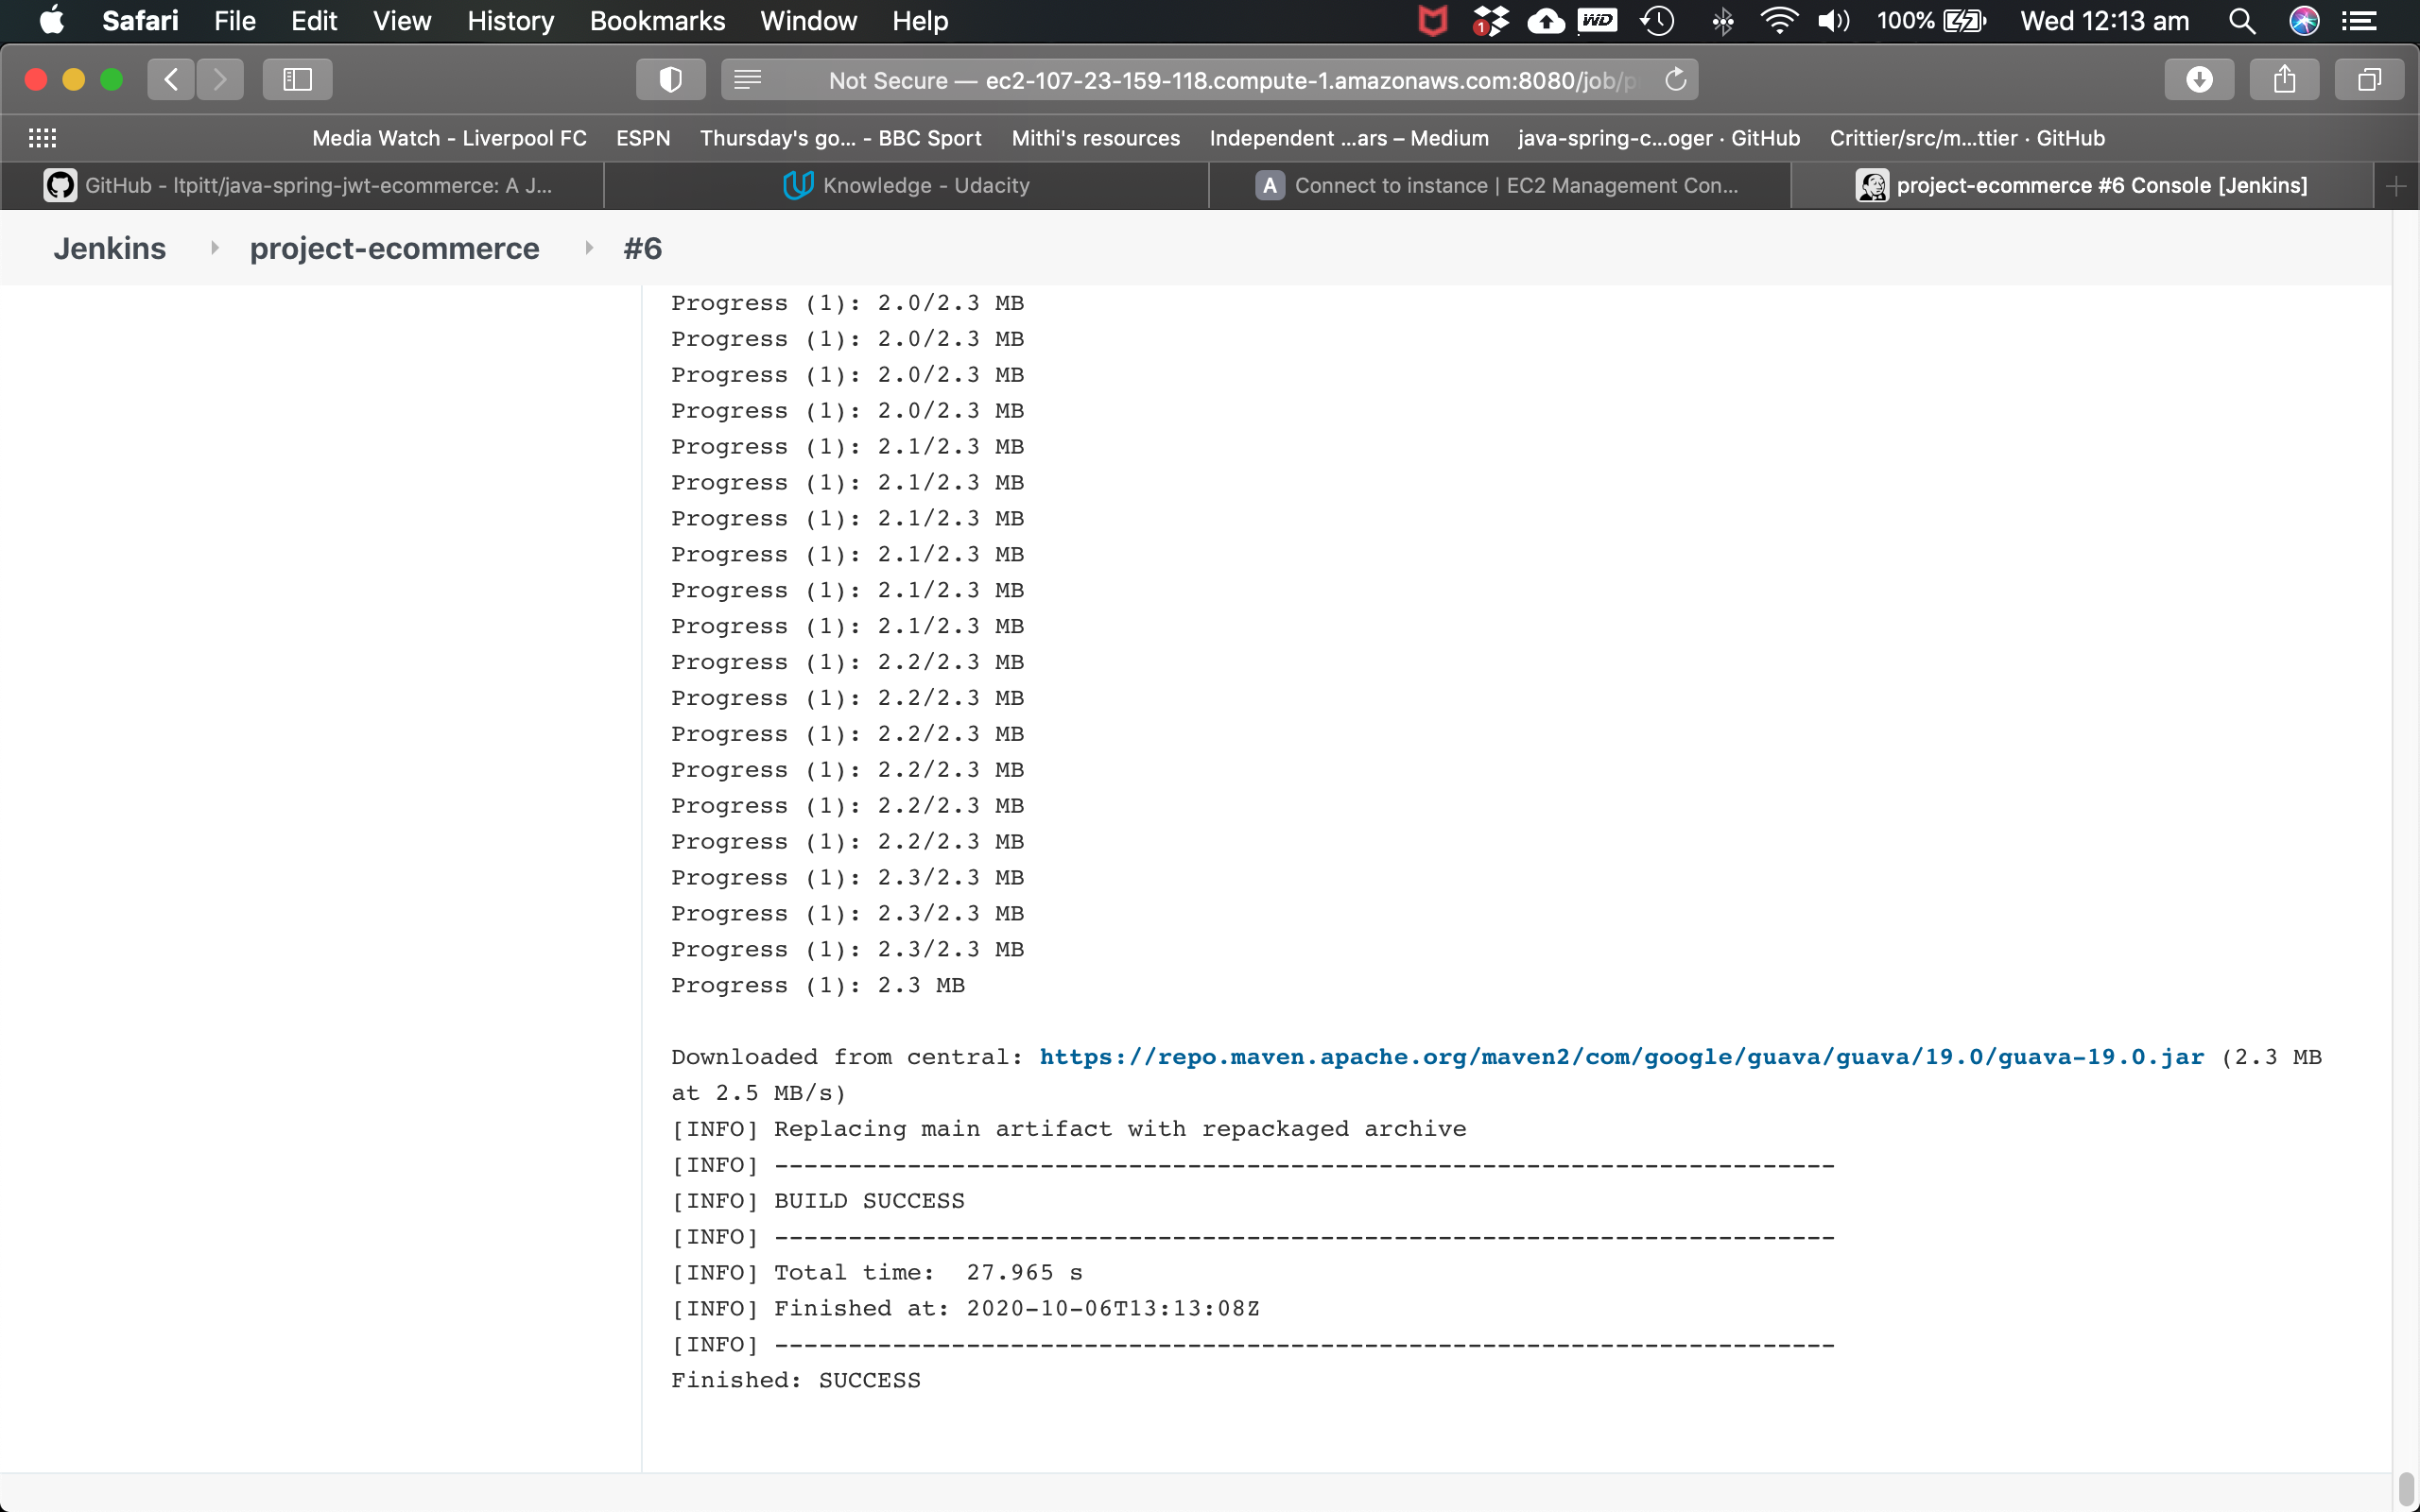 Safari File Edit View History Bookmarks Window Help 1 WD 100% Wed 12:13 am
Not Secure — ec2-107-23-159-118.compute-1.amazonaws.com:8080/job/p
Media Watch - Liverpool FC ESPN Thursday's go... - BBC Sport Mithi's resources Independent ...ars – Medium java-spring-c...oger · GitHub Crittier/src/m...ttier · GitHub
GitHub - ltpitt/java-spring-jwt-ecommerce: A J... Knowledge - Udacity A Connect to instance | EC2 Management Con... project-ecommerce #6 Console [Jenkins]
Jenkins project-ecommerce #6
Progress (1): 2.0/2.3 MB
Progress (1): 2.0/2.3 MB
Progress (1): 2.0/2.3 MB
Progress (1): 2.0/2.3 MB
Progress (1): 2.1/2.3 MB
Progress (1): 2.1/2.3 MB
Progress (1): 2.1/2.3 MB
Progress (1): 2.1/2.3 MB
Progress (1): 2.1/2.3 MB
Progress (1): 2.1/2.3 MB
Progress (1): 2.2/2.3 MB
Progress (1): 2.2/2.3 MB
Progress (1): 2.2/2.3 MB
Progress (1): 2.2/2.3 MB
Progress (1): 2.2/2.3 MB
Progress (1): 2.2/2.3 MB
Progress (1): 2.3/2.3 MB
Progress (1): 2.3/2.3 MB
Progress (1): 2.3/2.3 MB
Progress (1): 2.3 MB
Downloaded from central: https://repo.maven.apache.org/maven2/com/google/guava/guava/19.0/guava-19.0.jar (2.3 MB
at 2.5 MB/s)
[INFO] Replacing main artifact with repackaged archive
[INFO] ------------------------------------------------------------------------
[INFO] BUILD SUCCESS
[INFO] ------------------------------------------------------------------------
[INFO] Total time:  27.965 s
[INFO] Finished at: 2020-10-06T13:13:08Z
[INFO] ------------------------------------------------------------------------
Finished: SUCCESS